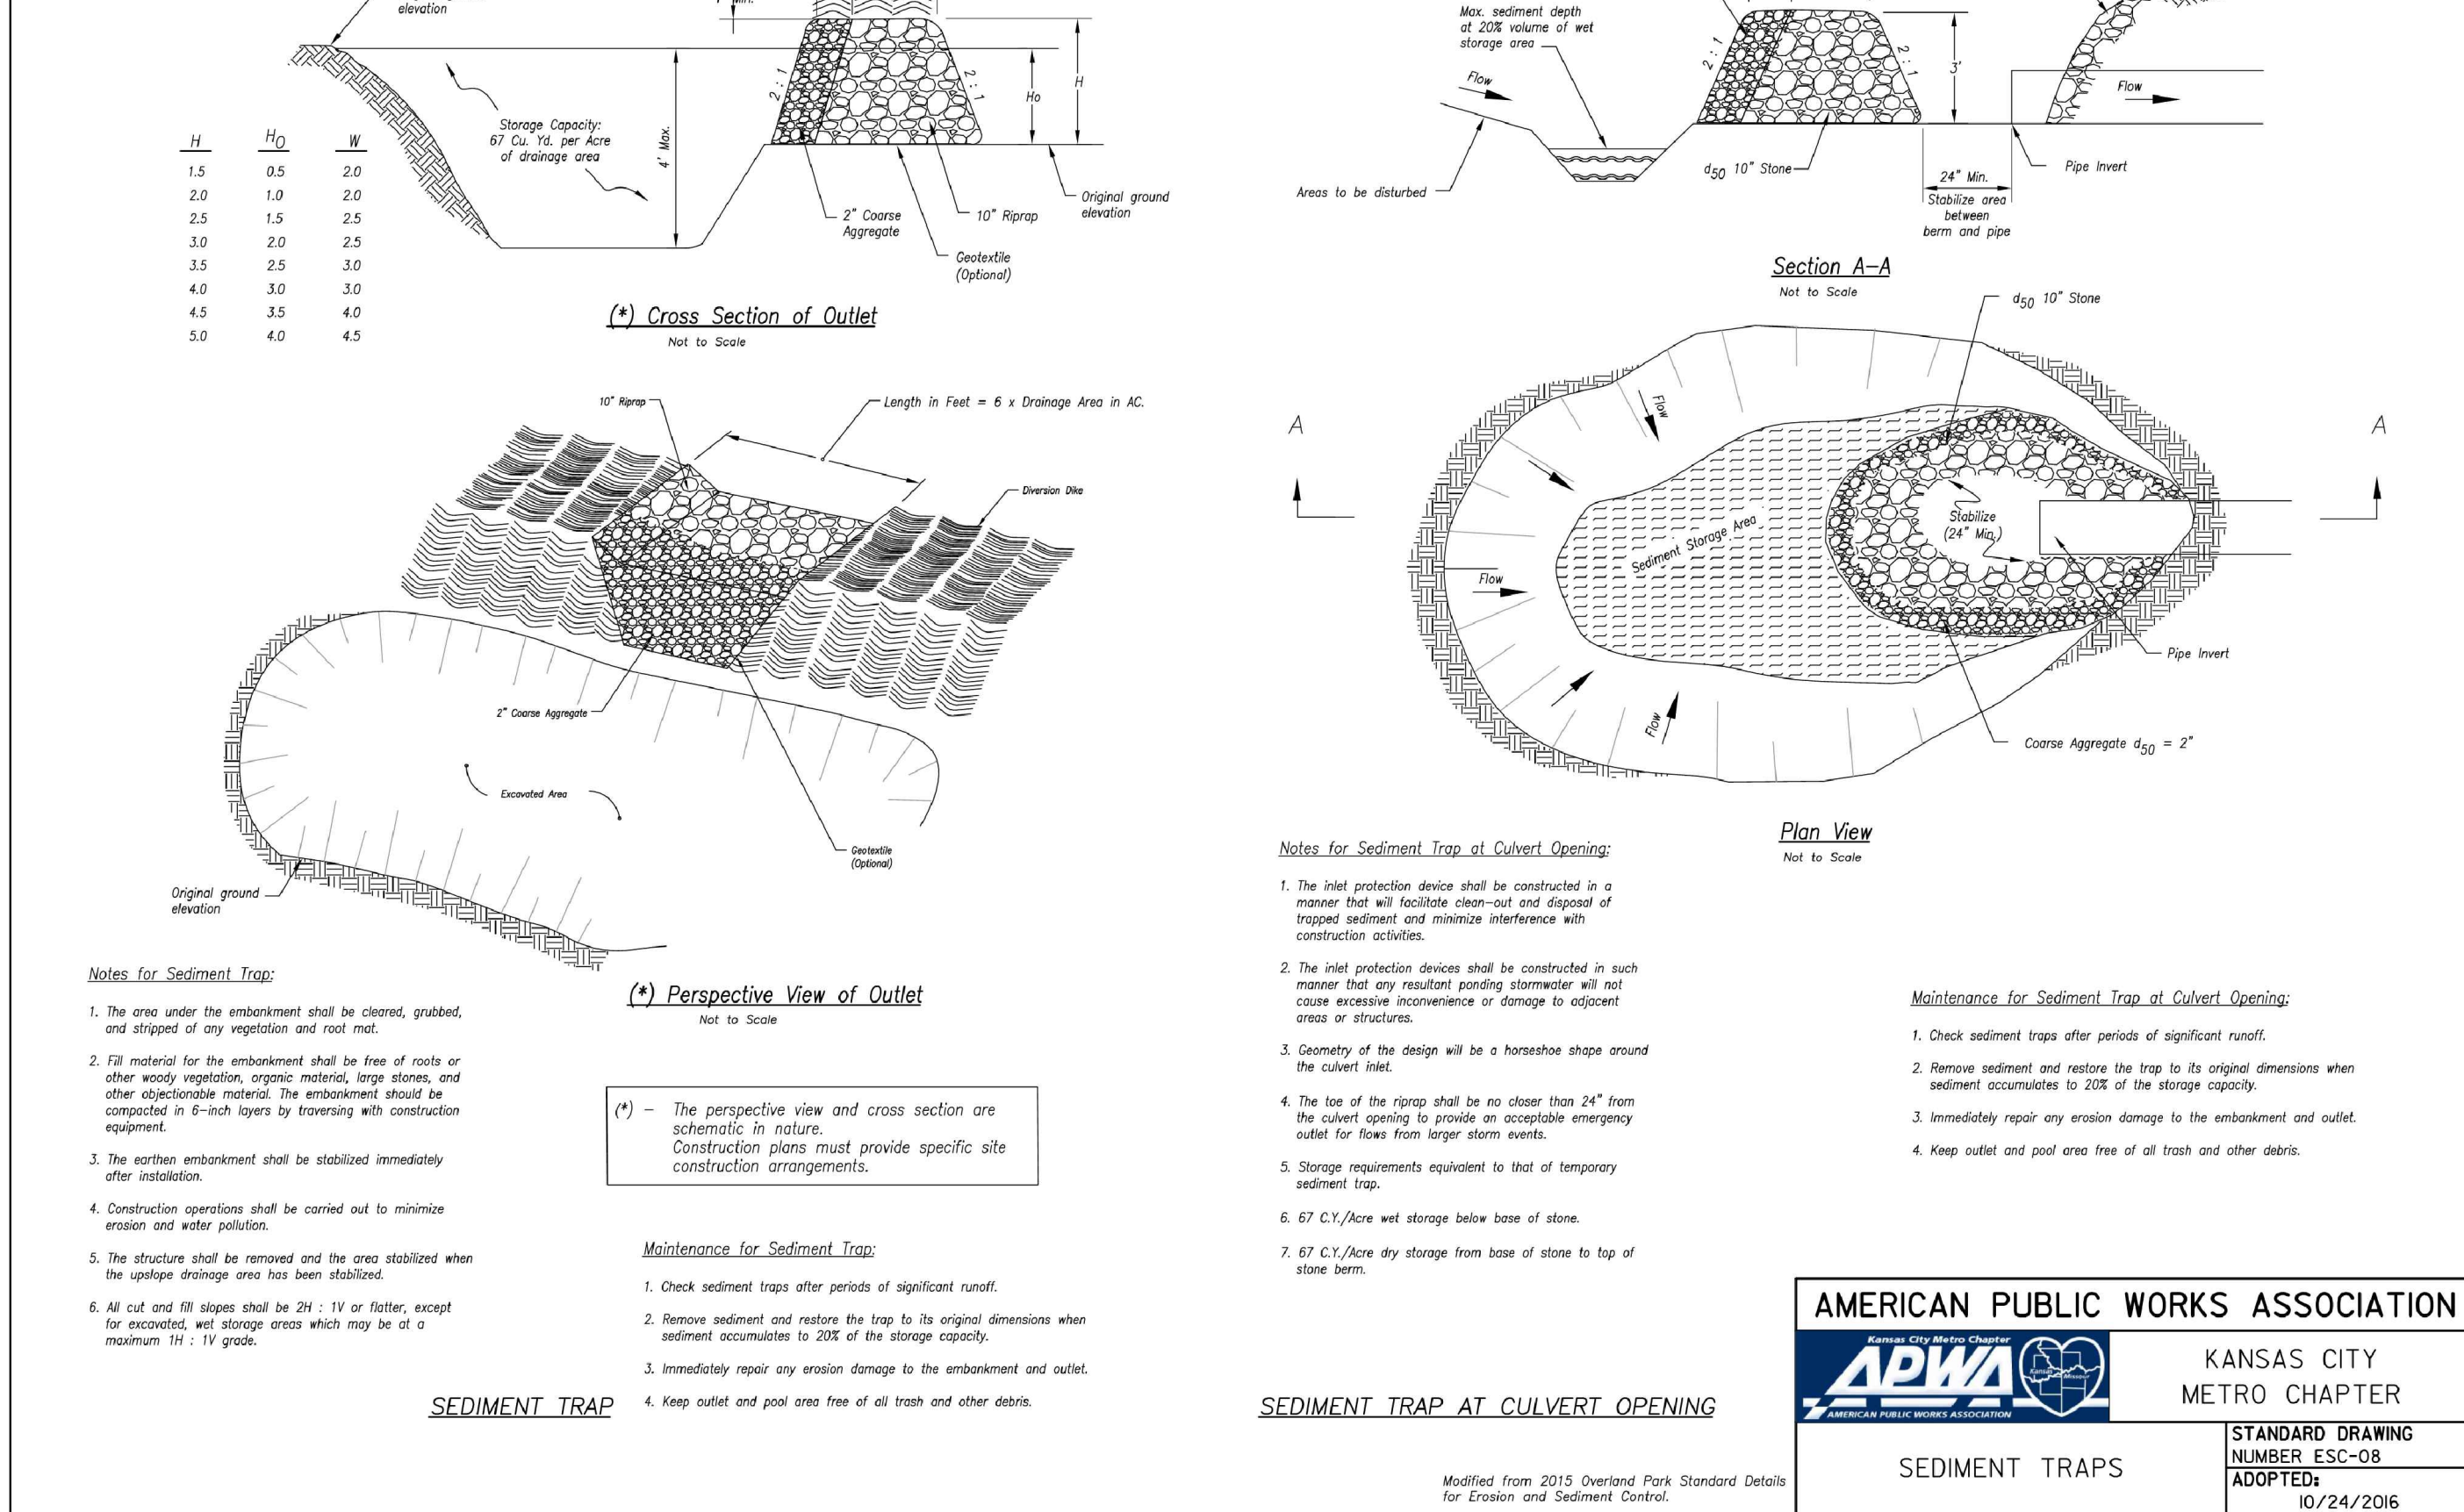 elevation
Min.
2 : 1
2 : 1
4' Max.
Ho
H
Storage Capacity:
67 Cu. Yd. per Acre
of drainage area
H HO W
1.5 0.5 2.0
2.0 1.0 2.0
2.5 1.5 2.5
3.0 2.0 2.5
3.5 2.5 3.0
4.0 3.0 3.0
4.5 3.5 4.0
5.0 4.0 4.5
2" Coarse
Aggregate
10" Riprap
Original ground
elevation
Geotextile
(Optional)
(*) Cross Section of Outlet
Not to Scale
10" Riprap
Length in Feet = 6 x Drainage Area in AC.
Diversion Dike
2" Coarse Aggregate
Excavated Area
Geotextile
(Optional)
Original ground
elevation
(*) Perspective View of Outlet
Not to Scale
Notes for Sediment Trap:
1. The area under the embankment shall be cleared, grubbed,
and stripped of any vegetation and root mat.
2. Fill material for the embankment shall be free of roots or
other woody vegetation, organic material, large stones, and
other objectionable material. The embankment should be
compacted in 6-inch layers by traversing with construction
equipment.
3. The earthen embankment shall be stabilized immediately
after installation.
4. Construction operations shall be carried out to minimize
erosion and water pollution.
5. The structure shall be removed and the area stabilized when
the upslope drainage area has been stabilized.
6. All cut and fill slopes shall be 2H : 1V or flatter, except
for excavated, wet storage areas which may be at a
maximum 1H : 1V grade.
(*) - The perspective view and cross section are
schematic in nature.
Construction plans must provide specific site
construction arrangements.
Maintenance for Sediment Trap:
1. Check sediment traps after periods of significant runoff.
2. Remove sediment and restore the trap to its original dimensions when
sediment accumulates to 20% of the storage capacity.
3. Immediately repair any erosion damage to the embankment and outlet.
4. Keep outlet and pool area free of all trash and other debris.
SEDIMENT TRAP
Max. sediment depth
at 20% volume of wet
storage area
Flow
2 : 1
2 : 1
3'
Flow
Areas to be disturbed
d50 10" Stone
24" Min.
Stabilize area
between
berm and pipe
Pipe Invert
Section A-A
Not to Scale
d50 10" Stone
A
A
Flow
Flow
Flow
Sediment Storage Area
Stabilize
(24" Min.)
Pipe Invert
Coarse Aggregate d50 = 2"
Plan View
Not to Scale
Notes for Sediment Trap at Culvert Opening:
1. The inlet protection device shall be constructed in a
manner that will facilitate clean-out and disposal of
trapped sediment and minimize interference with
construction activities.
2. The inlet protection devices shall be constructed in such
manner that any resultant ponding stormwater will not
cause excessive inconvenience or damage to adjacent
areas or structures.
3. Geometry of the design will be a horseshoe shape around
the culvert inlet.
4. The toe of the riprap shall be no closer than 24" from
the culvert opening to provide an acceptable emergency
outlet for flows from larger storm events.
5. Storage requirements equivalent to that of temporary
sediment trap.
6. 67 C.Y./Acre wet storage below base of stone.
7. 67 C.Y./Acre dry storage from base of stone to top of
stone berm.
Maintenance for Sediment Trap at Culvert Opening:
1. Check sediment traps after periods of significant runoff.
2. Remove sediment and restore the trap to its original dimensions when
sediment accumulates to 20% of the storage capacity.
3. Immediately repair any erosion damage to the embankment and outlet.
4. Keep outlet and pool area free of all trash and other debris.
SEDIMENT TRAP AT CULVERT OPENING
Modified from 2015 Overland Park Standard Details
for Erosion and Sediment Control.
AMERICAN PUBLIC WORKS ASSOCIATION
Kansas City Metro Chapter
APWA
Kansas
Missouri
AMERICAN PUBLIC WORKS ASSOCIATION
KANSAS CITY
METRO CHAPTER
SEDIMENT TRAPS
STANDARD DRAWING
NUMBER ESC-08
ADOPTED:
10/24/2016